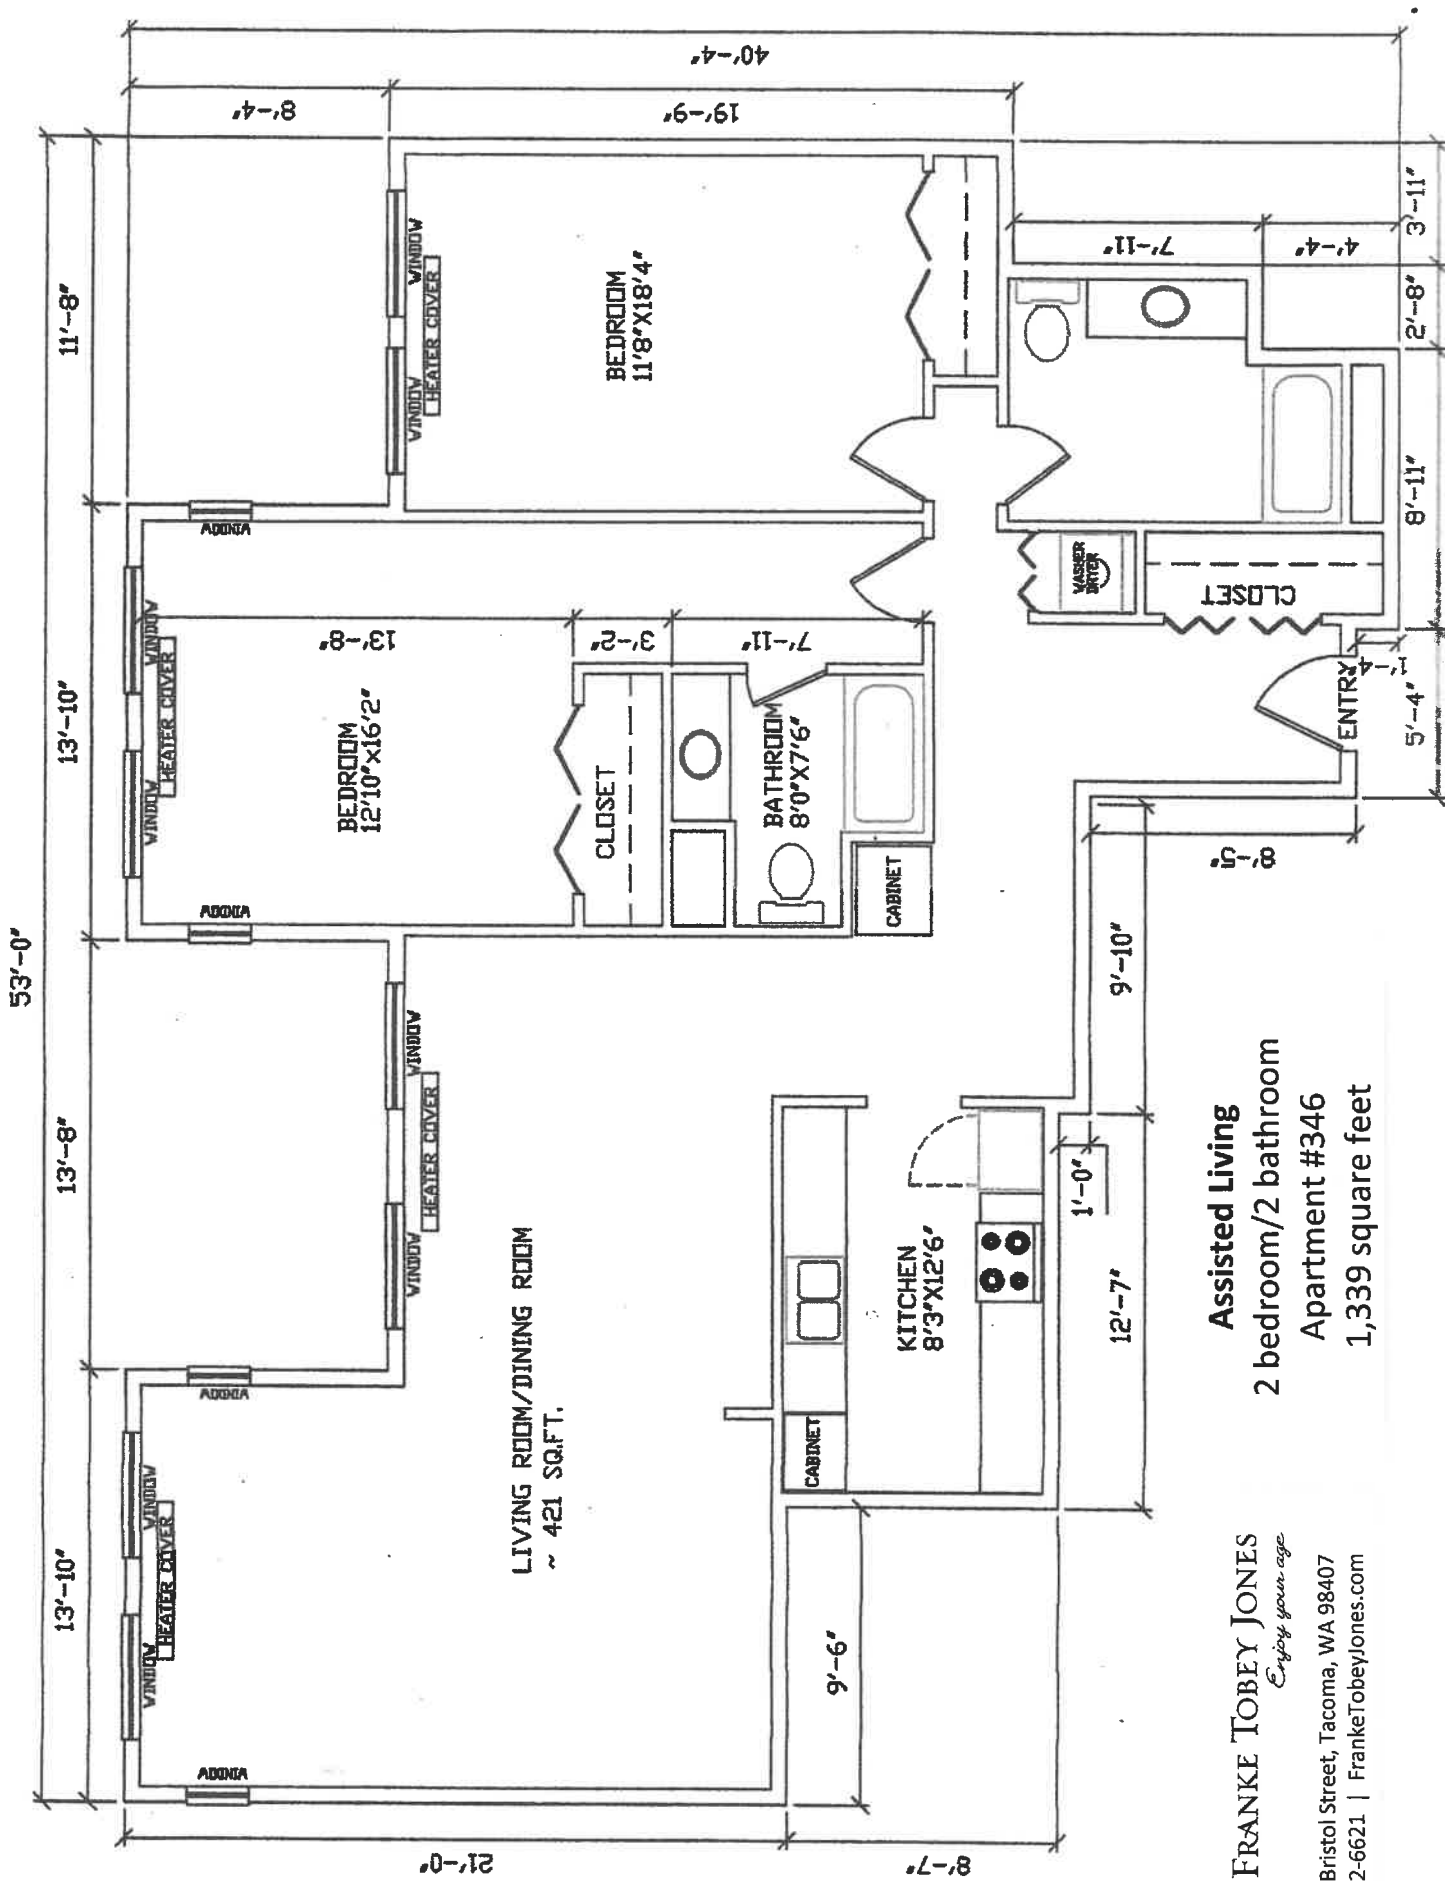 53'-0"
13'-10"
13'-8"
13'-10"
11'-8"
8'-4"
19'-9"
40'-4"
21'-0"
8'-7"
WINDOW
WINDOW
HEATER COVER
WINDOW
WINDOW
WINDOW
WINDOW
HEATER COVER
WINDOW
WINDOW
WINDOW
HEATER COVER
WINDOW
WINDOW
WINDOW
HEATER COVER
LIVING ROOM/DINING ROOM
~ 421 SQ.FT.
BEDROOM
12'10"x16'2"
13'-8"
3'-2"
7'-11"
BEDROOM
11'8"X18'4"
CLOSET
BATHROOM
8'0"X7'6"
CABINET
CABINET
KITCHEN
8'3"X12'6"
WASHER
DRYER
CLOSET
ENTRY
1'-4"
5'-4"
8'-11"
2'-8"
3'-11"
7'-11"
4'-4"
8'-5"
9'-10"
1'-0"
12'-7"
9'-6"
Assisted Living
2 bedroom/2 bathroom
Apartment #346
1,339 square feet
FRANKE TOBEY JONES
Enjoy your age
Bristol Street, Tacoma, WA 98407
2-6621 | FrankeTobeyJones.com